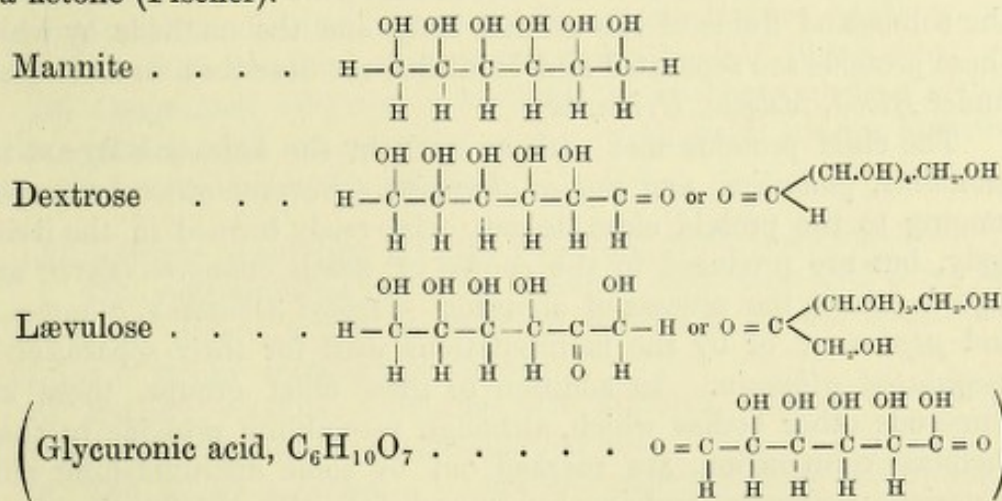 a ketone (Fischer).
OH OH OH OH OH OH
Mannite . . . . H–C–C–C–C–C–C–H
H H H H H H
OH OH OH OH OH
Dextrose . . . H–C–C–C–C–C–C=O or O=C
(CH.OH)₄.CH₂.OH
H
H H H H H H
OH OH OH OH OH
Lævulose . . . . H–C–C–C–C–C–C–H or O=C
(CH.OH)₃.CH₂.OH
CH₂.OH
H H H H O H
OH OH OH OH OH
(Glycuronic acid, C₆H₁₀O₇ . . . . . O=C–C–C–C–C–C=O)
H H H H H